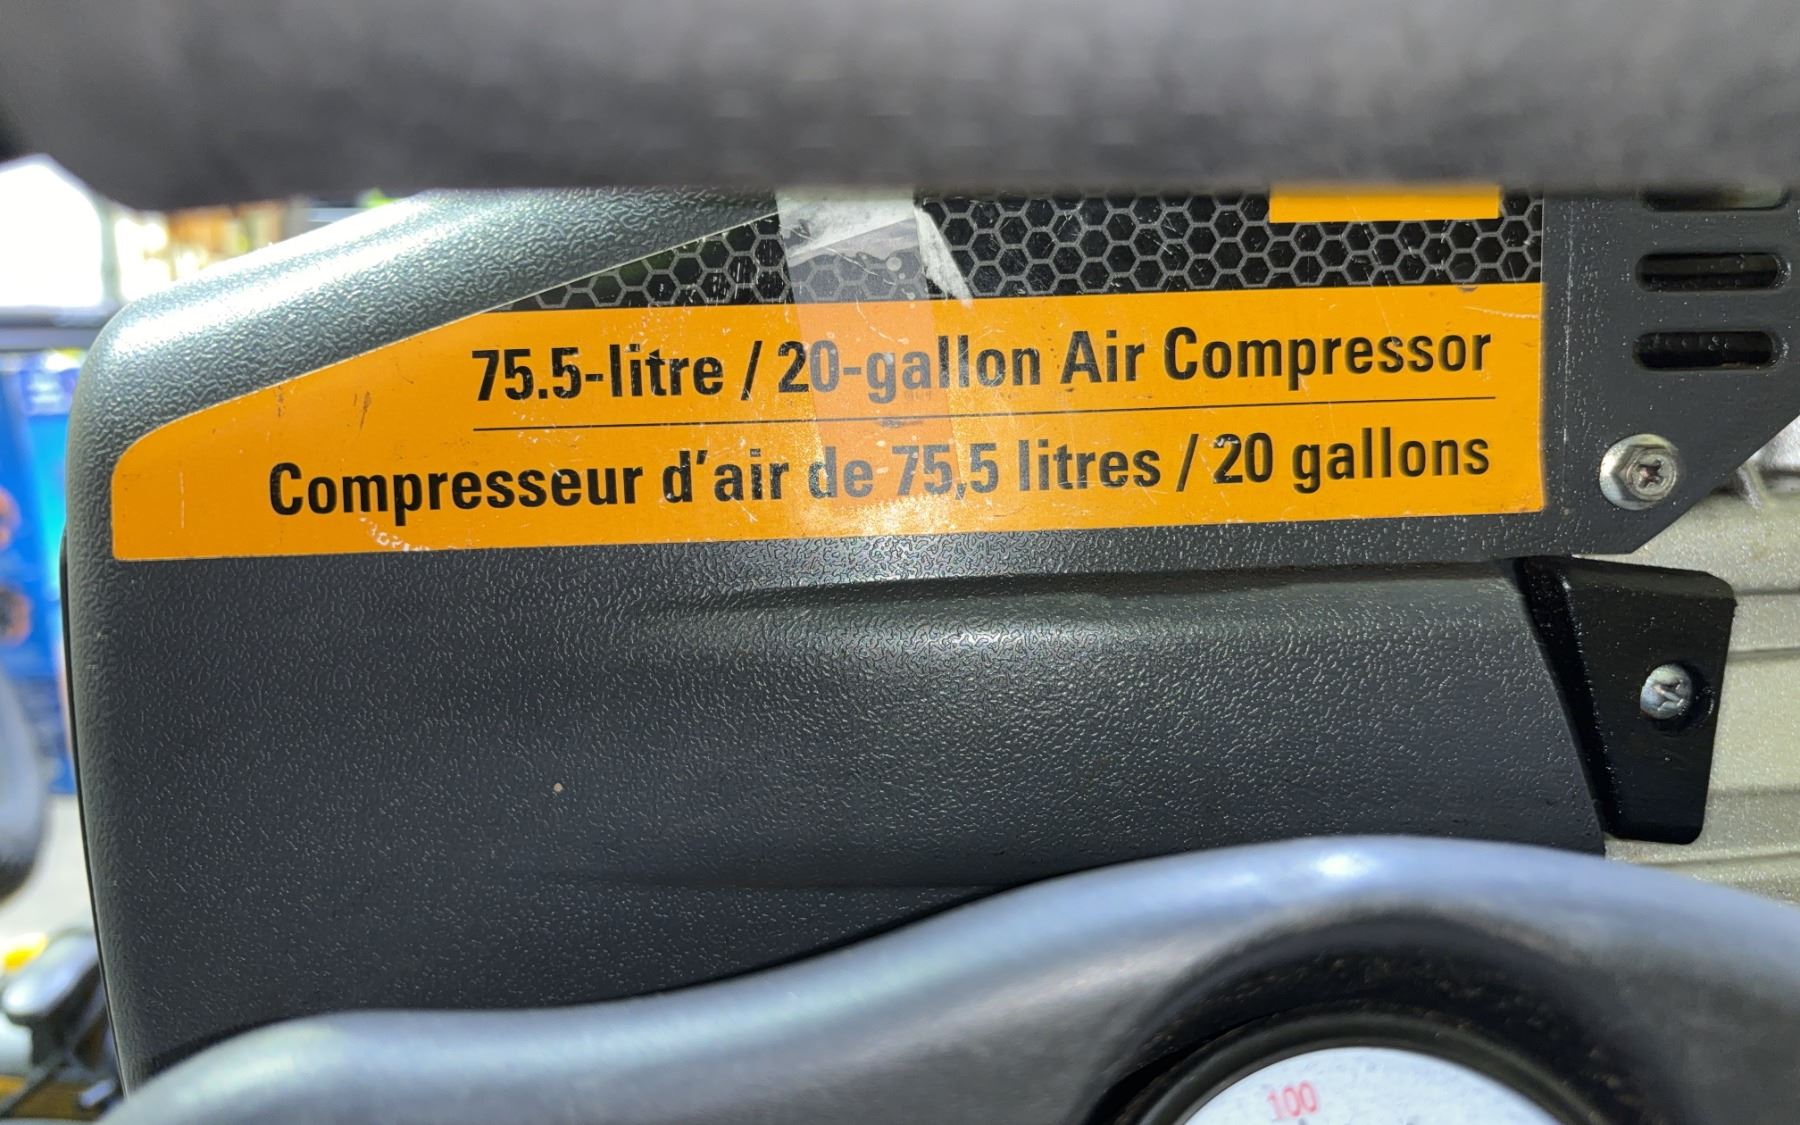 75.5-litre / 20-gallon Air Compressor
Compresseur d'air de 75,5 litres / 20 gallons
100